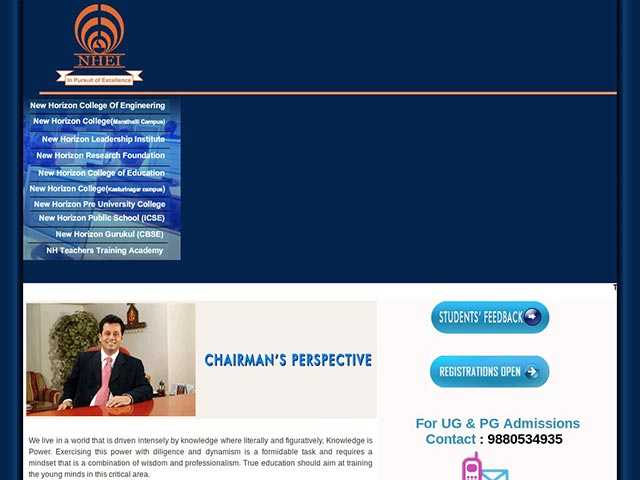 NHEI
In Pursuit of Excellence
New Horizon College Of Engineering
New Horizon College(Marathalli Campus)
New Horizon Leadership Institute
New Horizon Research Foundation
New Horizon College of Education
New Horizon College(Kasturinagar campus)
New Horizon Pre University College
New Horizon Public School (ICSE)
New Horizon Gurukul (CBSE)
NH Teachers Training Academy
T
STUDENTS' FEEDBACK
CHAIRMAN'S PERSPECTIVE
REGISTRATIONS OPEN
For UG & PG Admissions
Contact : 9880534935
We live in a world that is driven intensely by knowledge where literally and figuratively, Knowledge is
Power. Exercising this power with diligence and dynamism is a formidable task and requires a
mindset that is a combination of wisdom and professionalism. True education should aim at training
the young minds in this critical area.